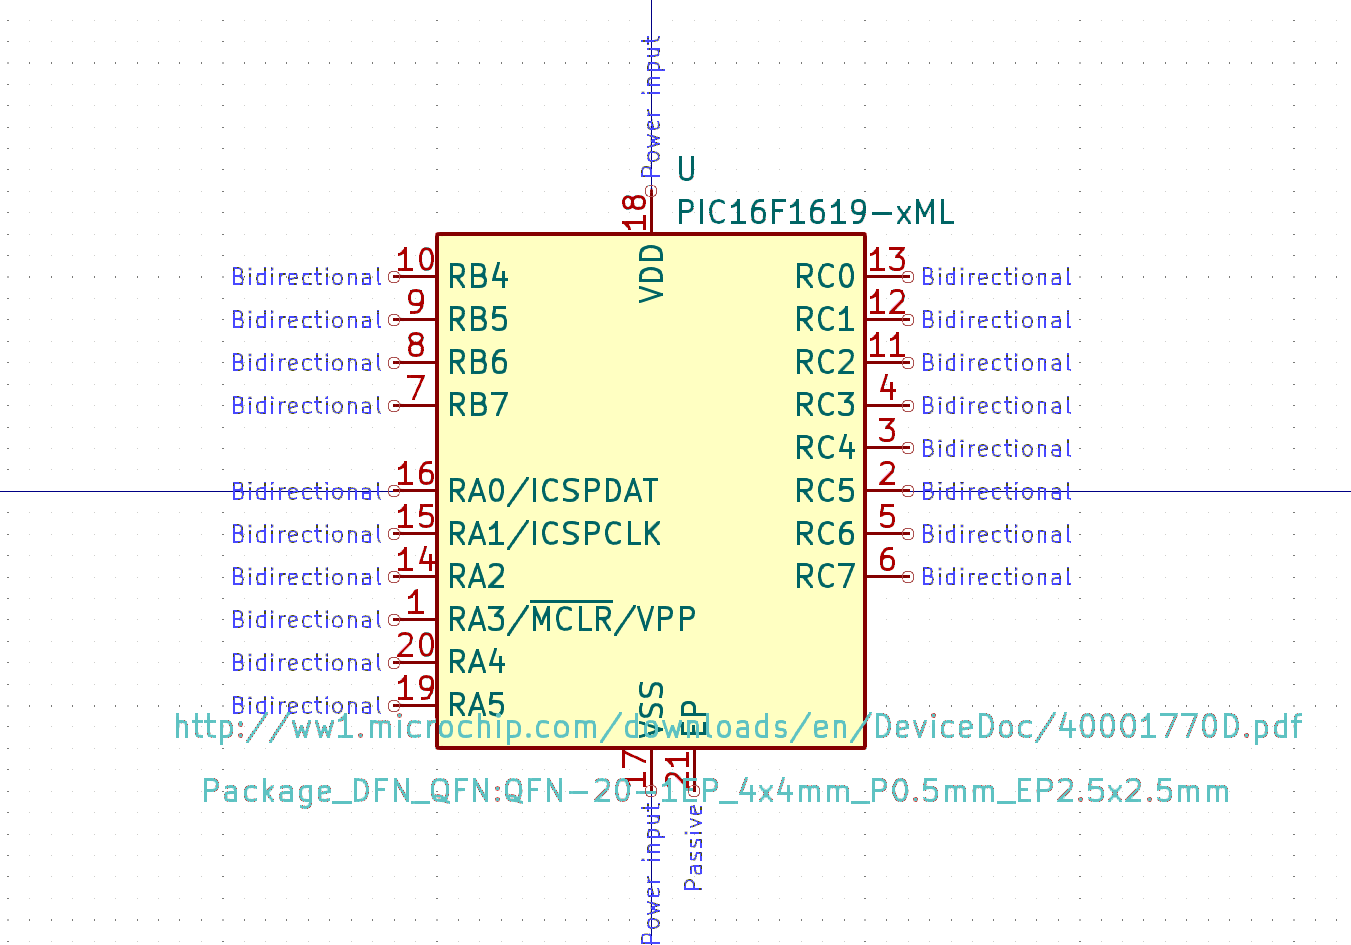 Power input
U
18
PIC16F1619-xML
VDD
Bidirectional 10 RB4 RC0 13 Bidirectional
Bidirectional 9 RB5 RC1 12 Bidirectional
Bidirectional 8 RB6 RC2 11 Bidirectional
Bidirectional 7 RB7 RC3 4 Bidirectional
RC4 3 Bidirectional
Bidirectional 16 RA0/ICSPDAT RC5 2 Bidirectional
Bidirectional 15 RA1/ICSPCLK RC6 5 Bidirectional
Bidirectional 14 RA2 RC7 6 Bidirectional
Bidirectional 1 RA3/MCLR/VPP
Bidirectional 20 RA4
Bidirectional 19 RA5
VSS
EP
http://ww1.microchip.com/downloads/en/DeviceDoc/40001770D.pdf
17
21
Package_DFN_QFN:QFN-20-1EP_4x4mm_P0.5mm_EP2.5x2.5mm
Power input
Passive